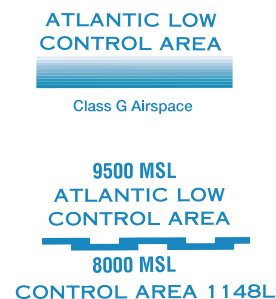 ATLANTIC LOW
CONTROL AREA
Class G Airspace
9500 MSL
ATLANTIC LOW
CONTROL AREA
8000 MSL
CONTROL AREA 1148L